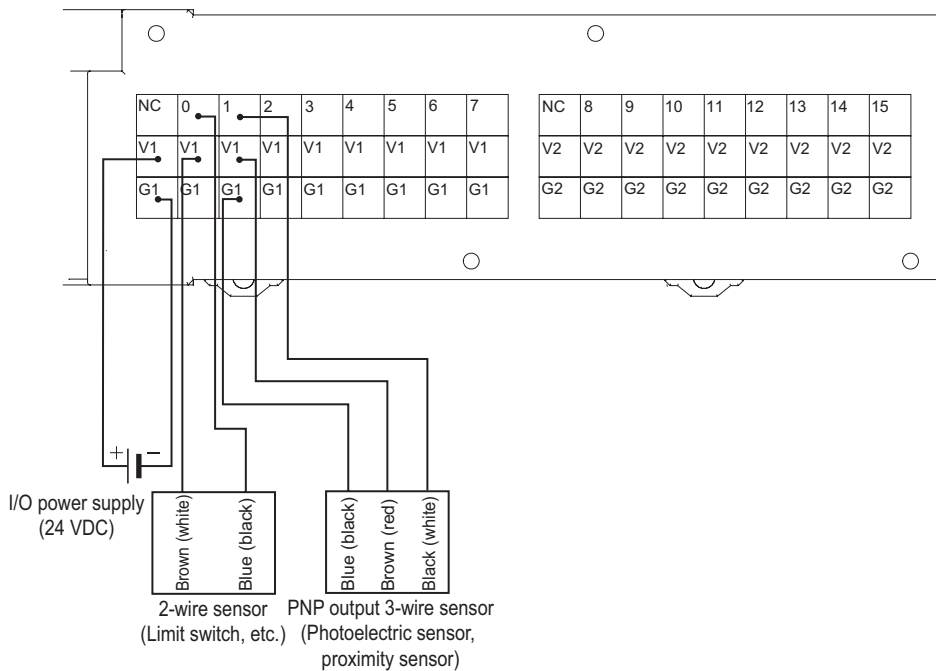 NC 0 1 2 3 4 5 6 7 NC 8 9 10 11 12 13 14 15
V1 V1 V1 V1 V1 V1 V1 V1 V1 V2 V2 V2 V2 V2 V2 V2 V2 V2
G1 G1 G1 G1 G1 G1 G1 G1 G1 G2 G2 G2 G2 G2 G2 G2 G2 G2
+ −
I/O power supply
(24 VDC)
Brown (white)
Blue (black)
2-wire sensor
(Limit switch, etc.)
Blue (black)
Brown (red)
Black (white)
PNP output 3-wire sensor
(Photoelectric sensor,
proximity sensor)